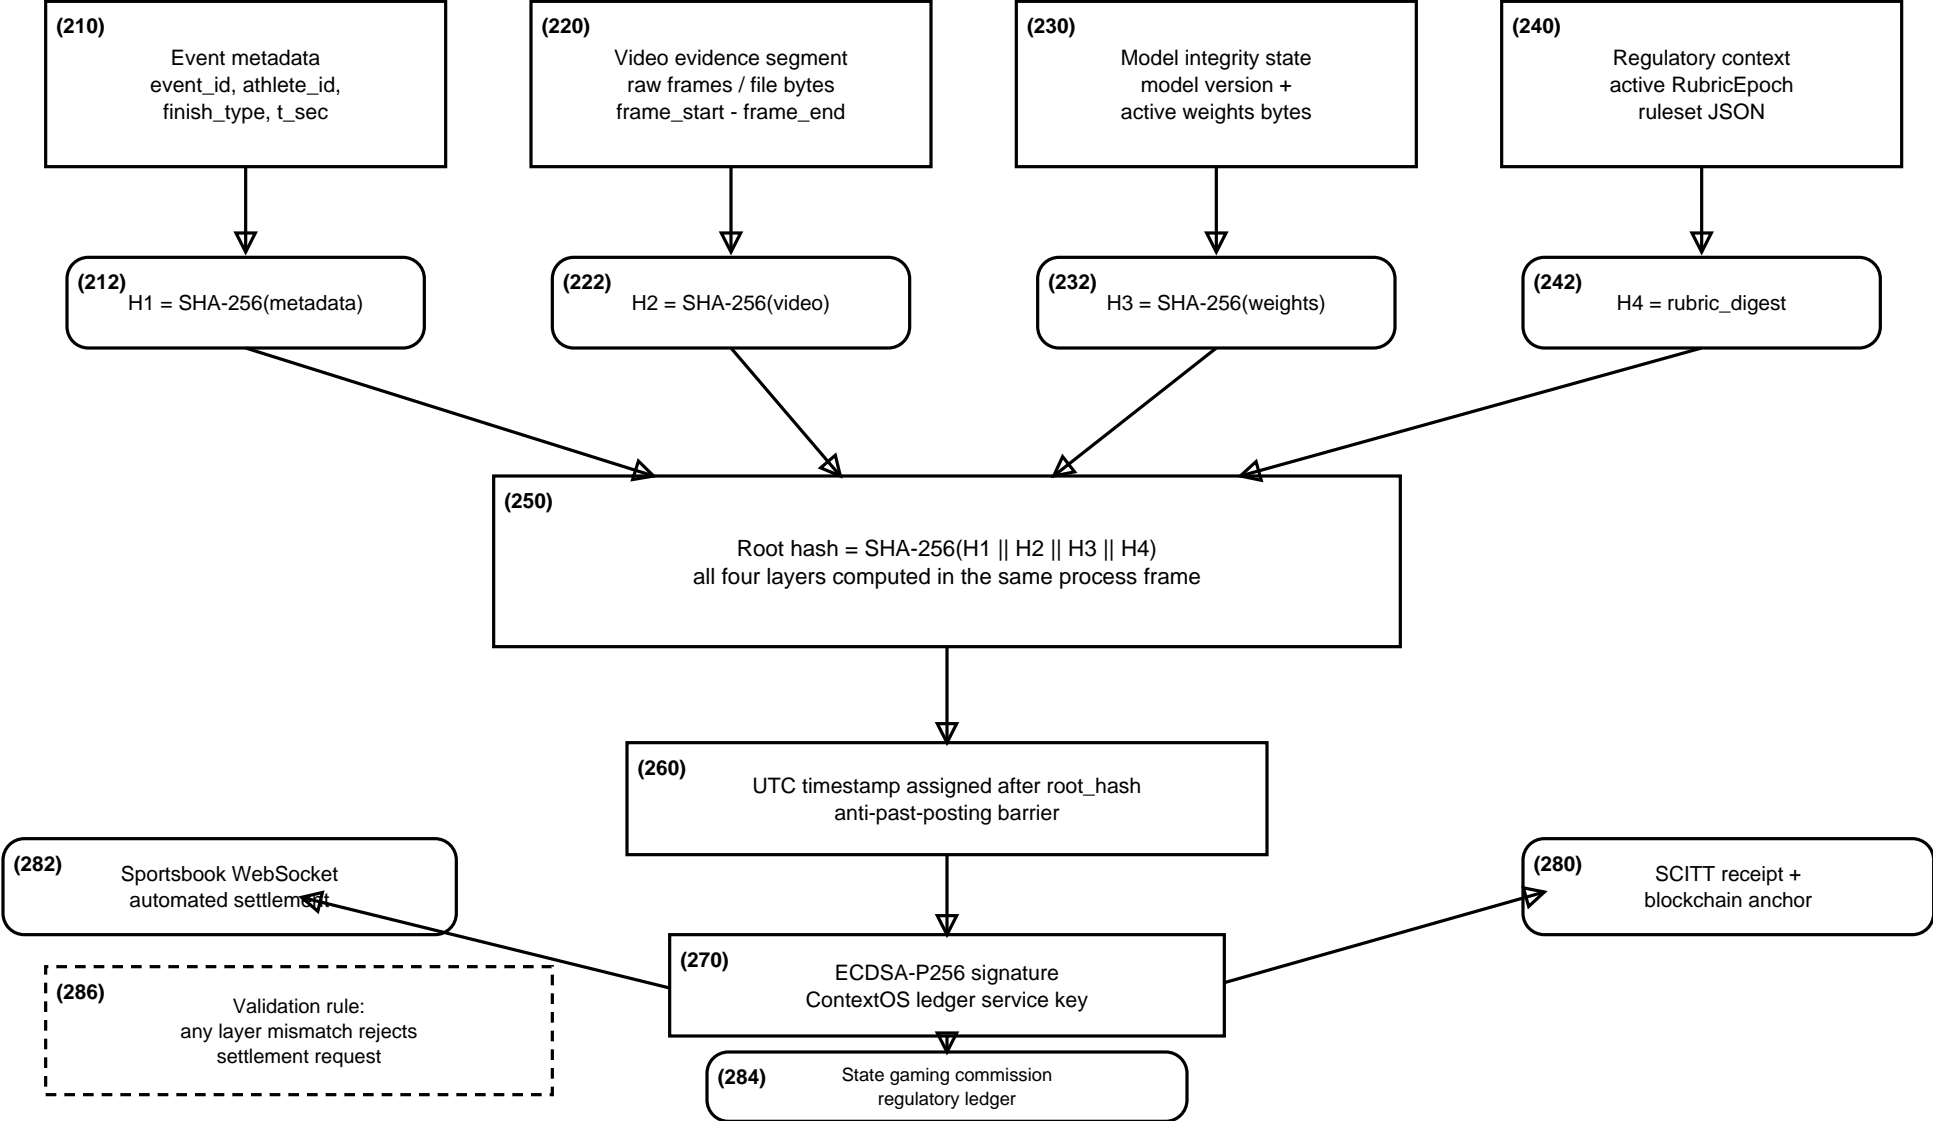 (210)
Event metadata
event_id, athlete_id,
finish_type, t_sec
(220)
Video evidence segment
raw frames / file bytes
frame_start - frame_end
(230)
Model integrity state
model version +
active weights bytes
(240)
Regulatory context
active RubricEpoch
ruleset JSON
(212)
H1 = SHA-256(metadata)
(222)
H2 = SHA-256(video)
(232)
H3 = SHA-256(weights)
(242)
H4 = rubric_digest
(250)
Root hash = SHA-256(H1 || H2 || H3 || H4)
all four layers computed in the same process frame
(260)
UTC timestamp assigned after root_hash
anti-past-posting barrier
(282)
Sportsbook WebSocket
automated settlement
(280)
SCITT receipt +
blockchain anchor
(270)
ECDSA-P256 signature
ContextOS ledger service key
(286)
Validation rule:
any layer mismatch rejects
settlement request
(284)
State gaming commission
regulatory ledger